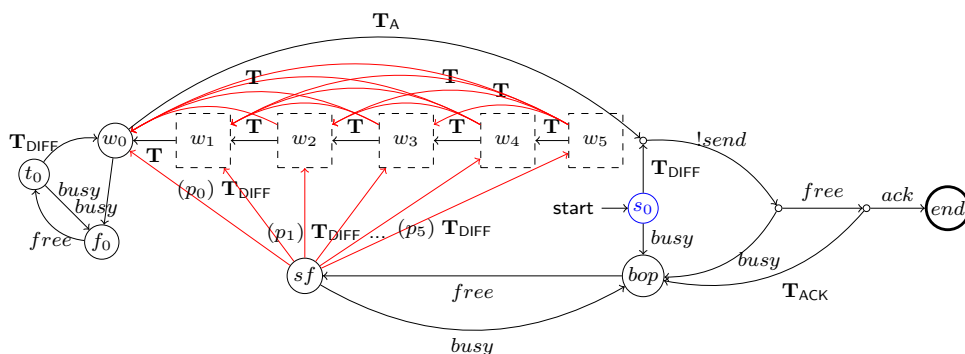 T_A
T T
T
T_DIFF w_0 w_1 T w_2 T w_3 T w_4 T w_5 !send
T
t_0 busy (p_0) T_DIFF T_DIFF free ack
busy start s_0 end
free f_0 (p_1) T_DIFF ... (p_5) T_DIFF busy
sf free bop busy
T_ACK
busy